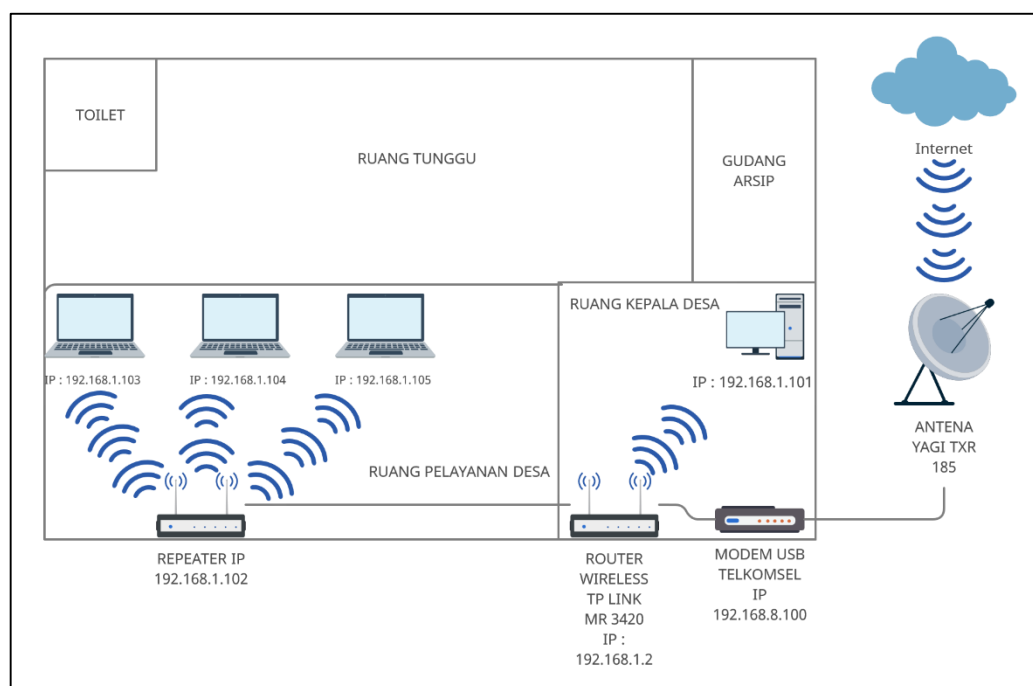 TOILET
RUANG TUNGGU
GUDANG
ARSIP
Internet
RUANG KEPALA DESA
IP : 192.168.1.103
IP : 192.168.1.104
IP : 192.168.1.105
IP : 192.168.1.101
RUANG PELAYANAN DESA
ANTENA
YAGI TXR
185
REPEATER IP
192.168.1.102
ROUTER
WIRELESS
TP LINK
MR 3420
IP :
192.168.1.2
MODEM USB
TELKOMSEL
IP
192.168.8.100